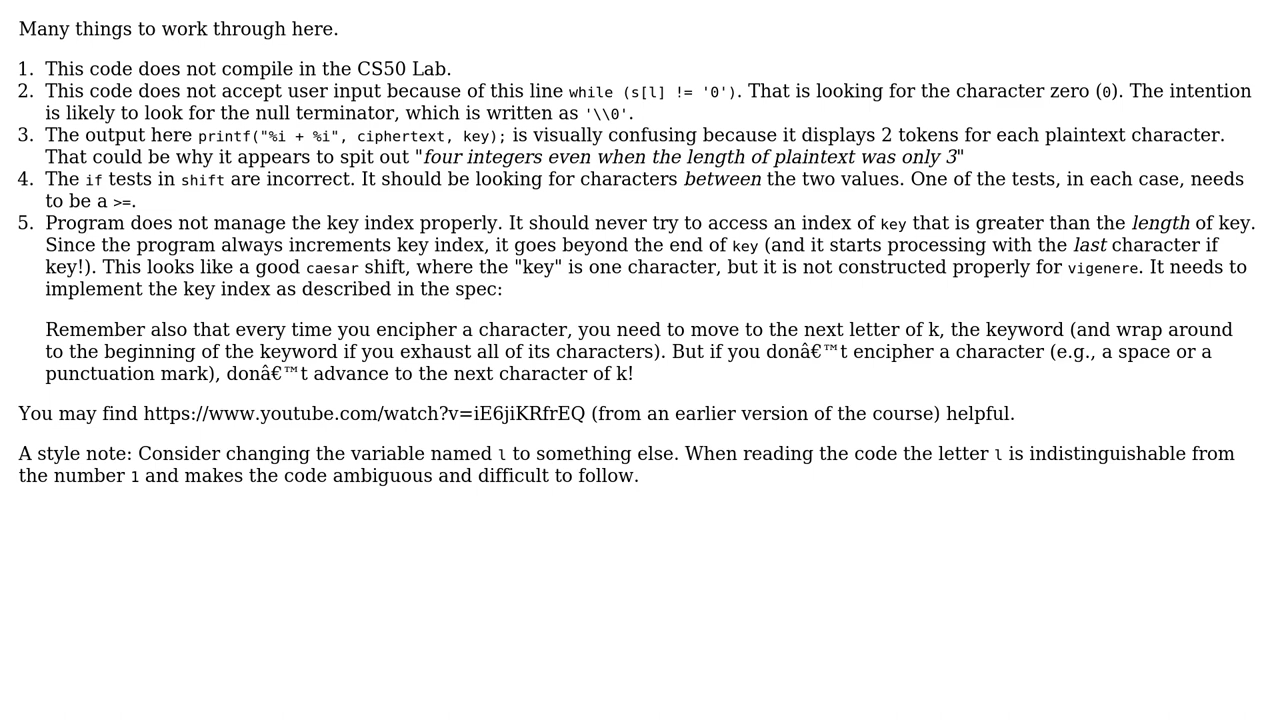 Many things to work through here.
1. This code does not compile in the CS50 Lab.
2. This code does not accept user input because of this line while (s[l] != '0'). That is looking for the character zero (0). The intention
is likely to look for the null terminator, which is written as '\\0'.
3. The output here printf("%i + %i", ciphertext, key); is visually confusing because it displays 2 tokens for each plaintext character.
That could be why it appears to spit out "four integers even when the length of plaintext was only 3"
4. The if tests in shift are incorrect. It should be looking for characters between the two values. One of the tests, in each case, needs
to be a >=.
5. Program does not manage the key index properly. It should never try to access an index of key that is greater than the length of key.
Since the program always increments key index, it goes beyond the end of key (and it starts processing with the last character if
key!). This looks like a good caesar shift, where the "key" is one character, but it is not constructed properly for vigenere. It needs to
implement the key index as described in the spec:
Remember also that every time you encipher a character, you need to move to the next letter of k, the keyword (and wrap around
to the beginning of the keyword if you exhaust all of its characters). But if you donâ€™t encipher a character (e.g., a space or a
punctuation mark), donâ€™t advance to the next character of k!
You may find https://www.youtube.com/watch?v=iE6jiKRfrEQ (from an earlier version of the course) helpful.
A style note: Consider changing the variable named l to something else. When reading the code the letter l is indistinguishable from
the number 1 and makes the code ambiguous and difficult to follow.